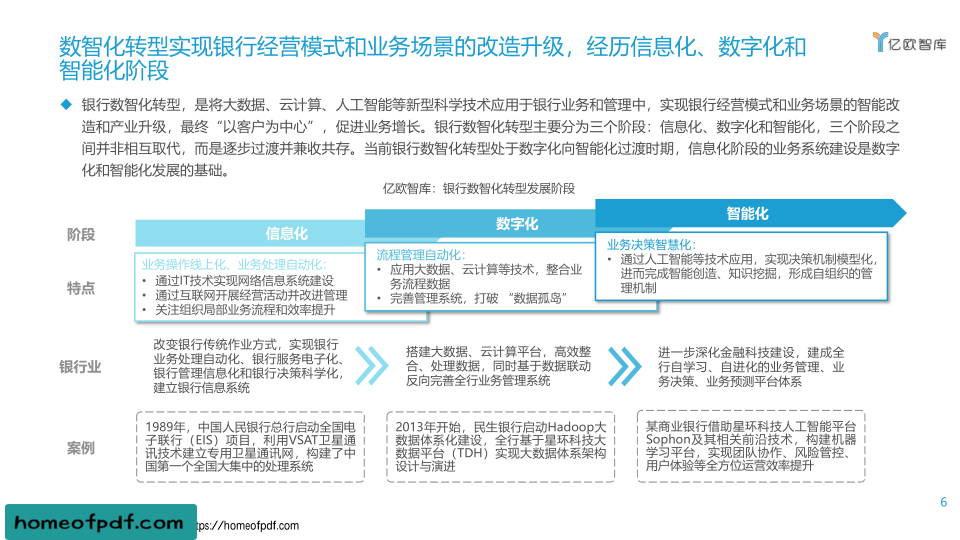 数智化转型实现银行经营模式和业务场景的改造升级，经历信息化、数字化和
智能化阶段
亿欧智库
◆ 银行数智化转型，是将大数据、云计算、人工智能等新型科学技术应用于银行业务和管理中，实现银行经营模式和业务场景的智能改
造和产业升级，最终“以客户为中心”，促进业务增长。银行数智化转型主要分为三个阶段：信息化、数字化和智能化，三个阶段之
间并非相互取代，而是逐步过渡并兼收共存。当前银行数智化转型处于数字化向智能化过渡时期，信息化阶段的业务系统建设是数字
化和智能化发展的基础。
亿欧智库：银行数智化转型发展阶段
阶段
信息化
数字化
智能化
特点
业务操作线上化、业务处理自动化：
• 通过IT技术实现网络信息系统建设
• 通过互联网开展经营活动并改进管理
• 关注组织局部业务流程和效率提升
流程管理自动化：
• 应用大数据、云计算等技术，整合业
务流程数据
• 完善管理系统，打破 “数据孤岛”
业务决策智慧化：
• 通过人工智能等技术应用，实现决策机制模型化，
进而完成智能创造、知识挖掘，形成自组织的管
理机制
银行业
改变银行传统作业方式，实现银行
业务处理自动化、银行服务电子化、
银行管理信息化和银行决策科学化，
建立银行信息系统
搭建大数据、云计算平台，高效整
合、处理数据，同时基于数据联动
反向完善全行业务管理系统
进一步深化金融科技建设，建成全
行自学习、自进化的业务管理、业
务决策、业务预测平台体系
案例
1989年，中国人民银行总行启动全国电
子联行（EIS）项目，利用VSAT卫星通
讯技术建立专用卫星通讯网，构建了中
国第一个全国大集中的处理系统
2013年开始，民生银行启动Hadoop大
数据体系化建设，全行基于星环科技大
数据平台（TDH）实现大数据体系架构
设计与演进
某商业银行借助星环科技人工智能平台
Sophon及其相关前沿技术，构建机器
学习平台，实现团队协作、风险管控、
用户体验等全方位运营效率提升
6
homeofpdf.com
ttps://homeofpdf.com